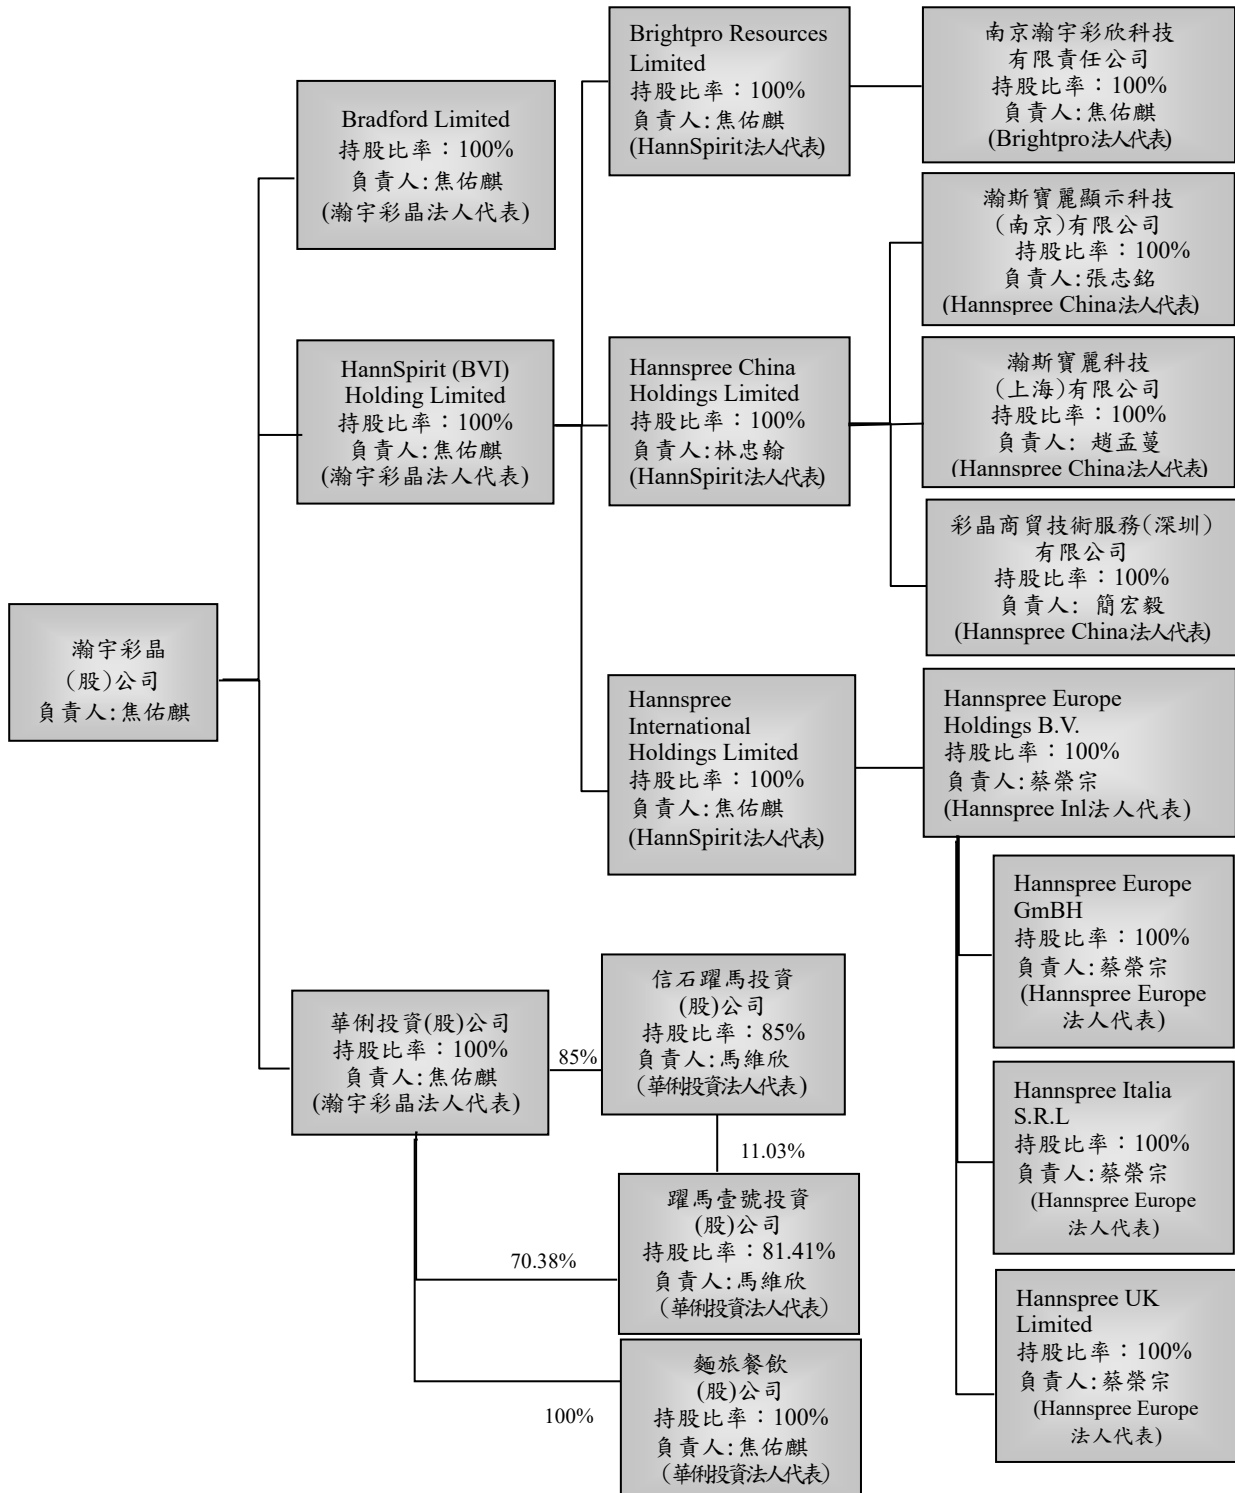 瀚宇彩晶
(股)公司
負責人:焦佑麒
Bradford Limited
持股比率：100%
負責人:焦佑麒
(瀚宇彩晶法人代表)
HannSpirit (BVI)
Holding Limited
持股比率：100%
負責人:焦佑麒
(瀚宇彩晶法人代表)
華俐投資(股)公司
持股比率：100%
負責人:焦佑麒
(瀚宇彩晶法人代表)
Brightpro Resources
Limited
持股比率：100%
負責人:焦佑麒
(HannSpirit法人代表)
Hannspree China
Holdings Limited
持股比率：100%
負責人:林忠翰
(HannSpirit法人代表)
Hannspree
International
Holdings Limited
持股比率：100%
負責人:焦佑麒
(HannSpirit法人代表)
85%
信石躍馬投資
(股)公司
持股比率：85%
負責人:馬維欣
(華俐投資法人代表)
11.03%
70.38%
躍馬壹號投資
(股)公司
持股比率：81.41%
負責人:馬維欣
(華俐投資法人代表)
100%
麵旅餐飲
(股)公司
持股比率：100%
負責人:焦佑麒
(華俐投資法人代表)
南京瀚宇彩欣科技
有限責任公司
持股比率：100%
負責人:焦佑麒
(Brightpro法人代表)
瀚斯寶麗顯示科技
(南京)有限公司
持股比率：100%
負責人:張志銘
(Hannspree China法人代表)
瀚斯寶麗科技
(上海)有限公司
持股比率：100%
負責人: 趙孟蔓
(Hannspree China法人代表)
彩晶商貿技術服務(深圳)
有限公司
持股比率：100%
負責人: 簡宏毅
(Hannspree China法人代表)
Hannspree Europe
Holdings B.V.
持股比率：100%
負責人:蔡榮宗
(Hannspree Inl法人代表)
Hannspree Europe
GmBH
持股比率：100%
負責人:蔡榮宗
(Hannspree Europe
法人代表)
Hannspree Italia
S.R.L
持股比率：100%
負責人:蔡榮宗
(Hannspree Europe
法人代表)
Hannspree UK
Limited
持股比率：100%
負責人:蔡榮宗
(Hannspree Europe
法人代表)